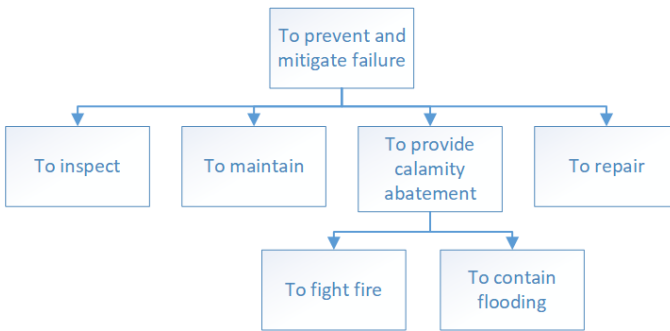 To prevent and
mitigate failure
To inspect
To maintain
To provide
calamity
abatement
To repair
To fight fire
To contain
flooding